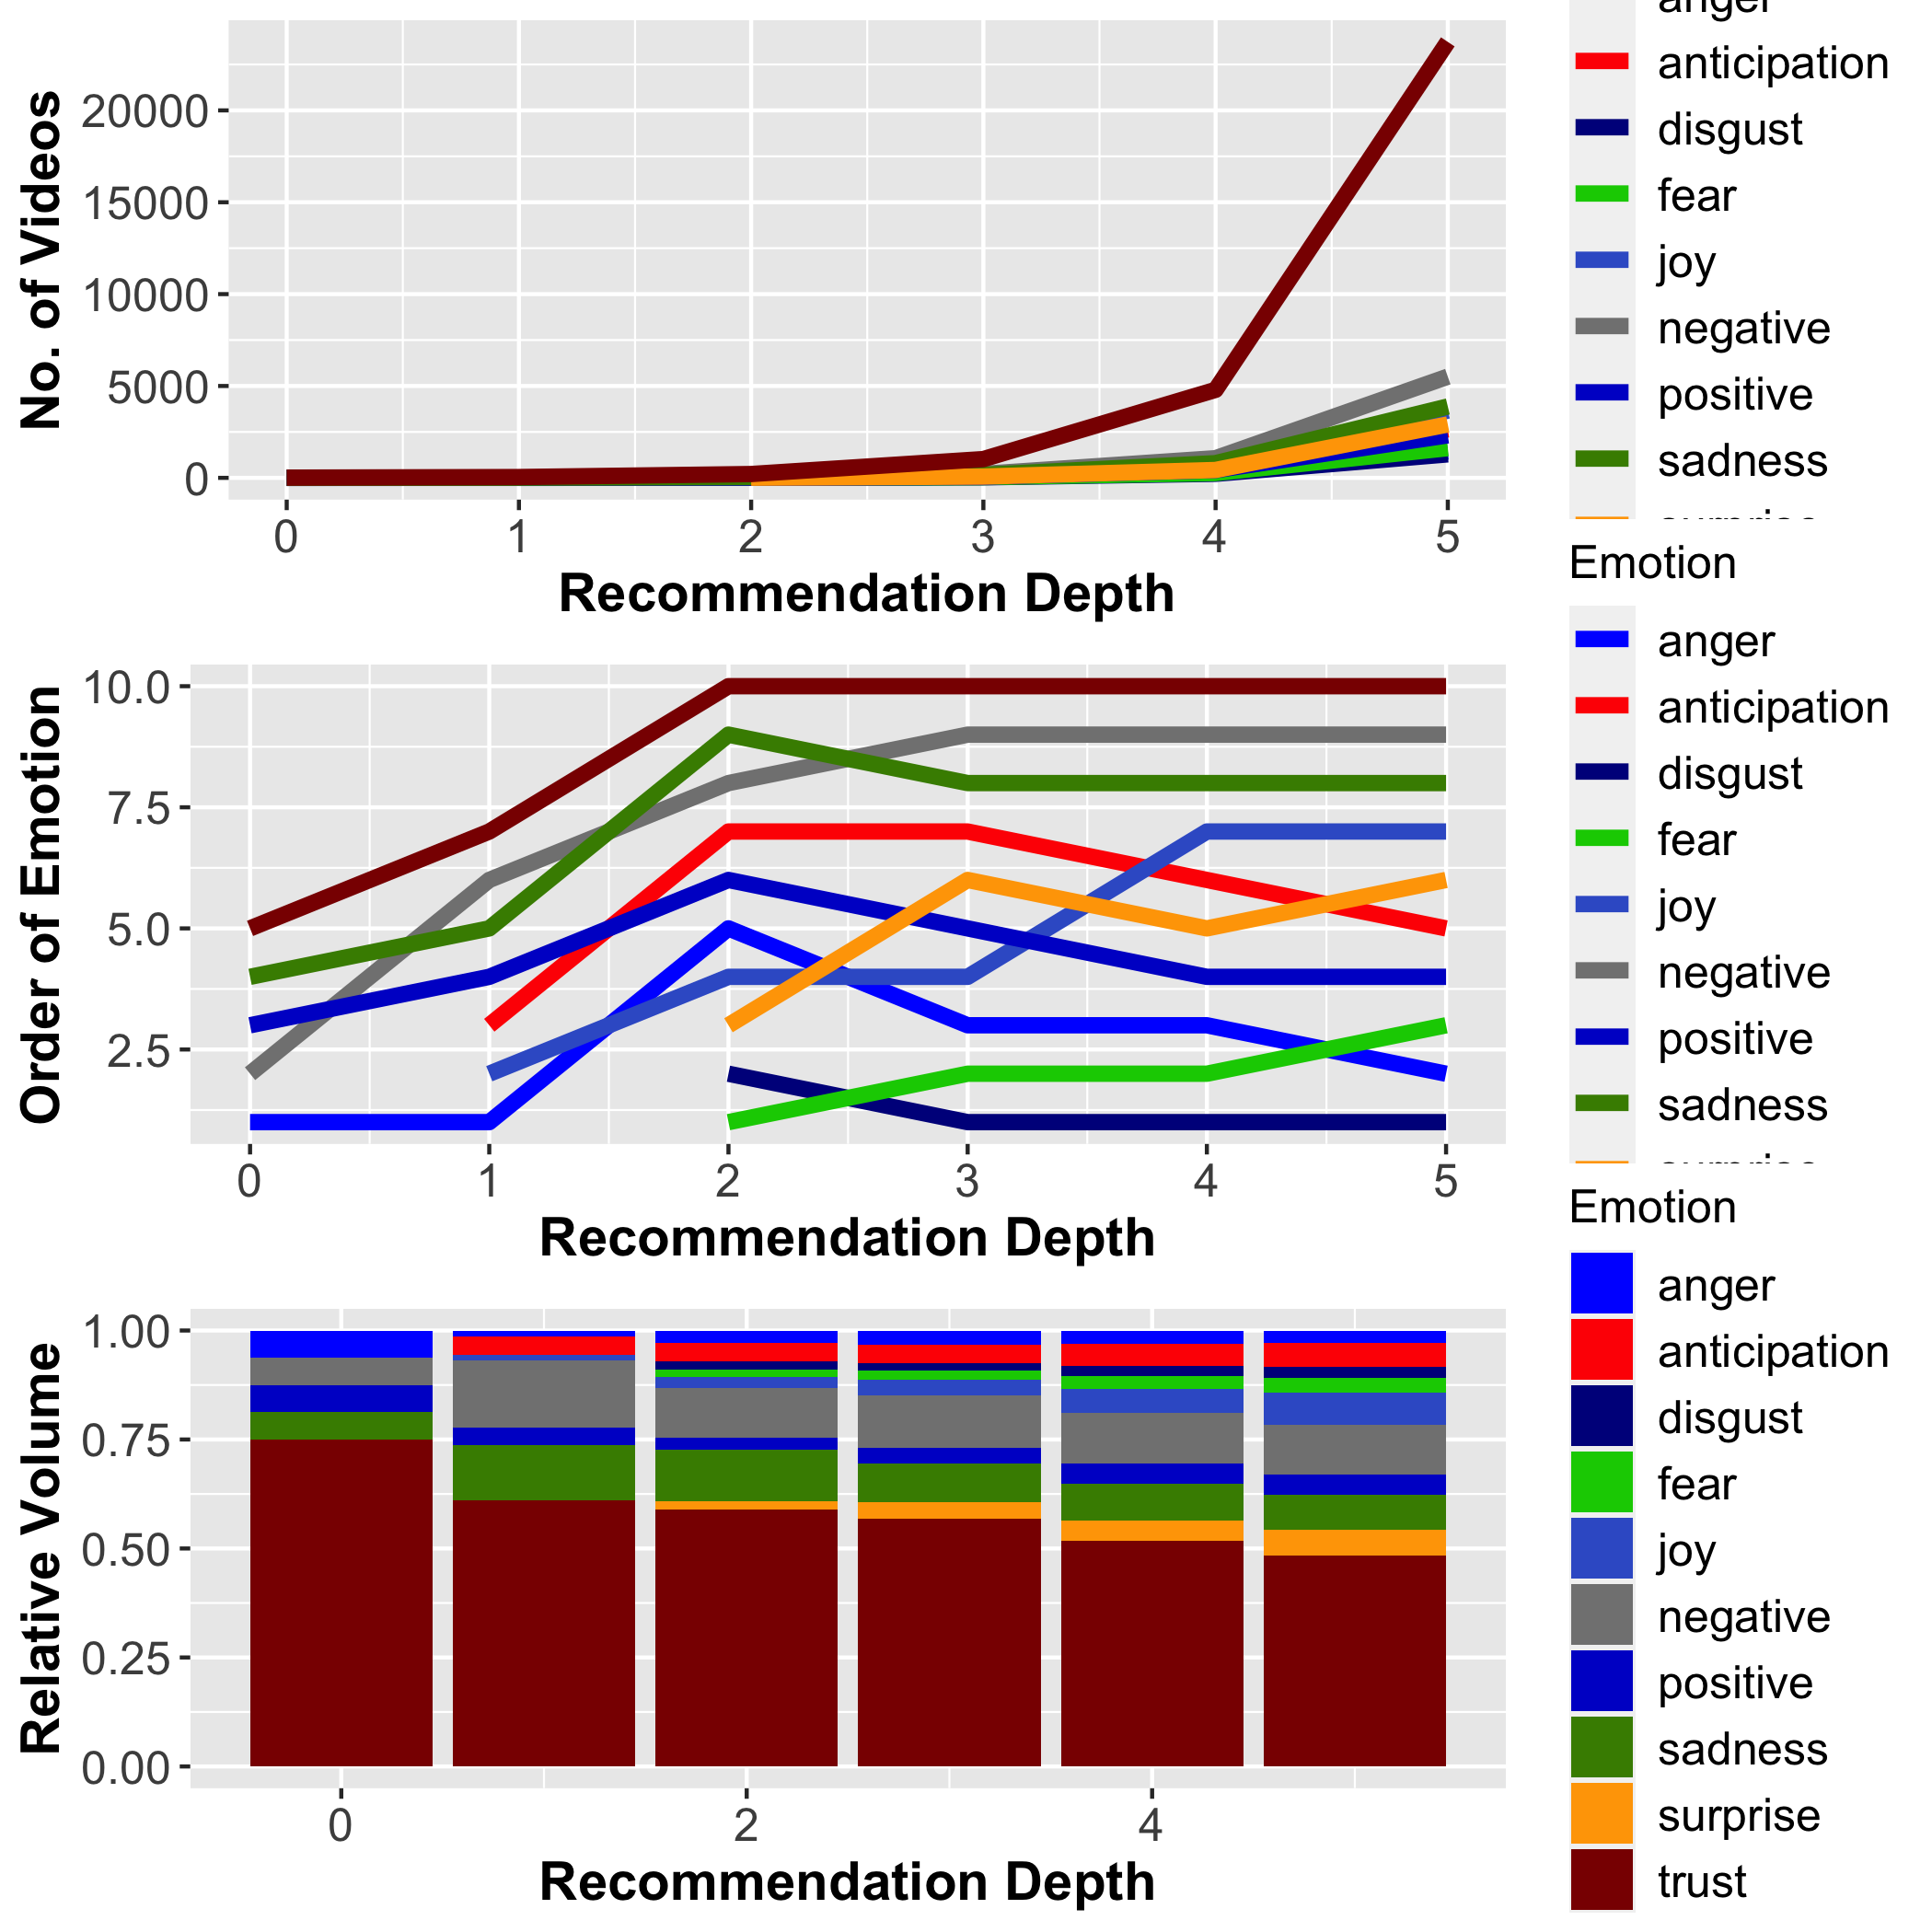 No. of Videos
20000
15000
10000
5000
0
0 1 2 3 4 5
Recommendation Depth
anger
anticipation
disgust
fear
joy
negative
positive
sadness
surprise
Order of Emotion
10.0
7.5
5.0
2.5
0 1 2 3 4 5
Recommendation Depth
Emotion
anger
anticipation
disgust
fear
joy
negative
positive
sadness
surprise
Relative Volume
1.00
0.75
0.50
0.25
0.00
0 2 4
Recommendation Depth
Emotion
anger
anticipation
disgust
fear
joy
negative
positive
sadness
surprise
trust